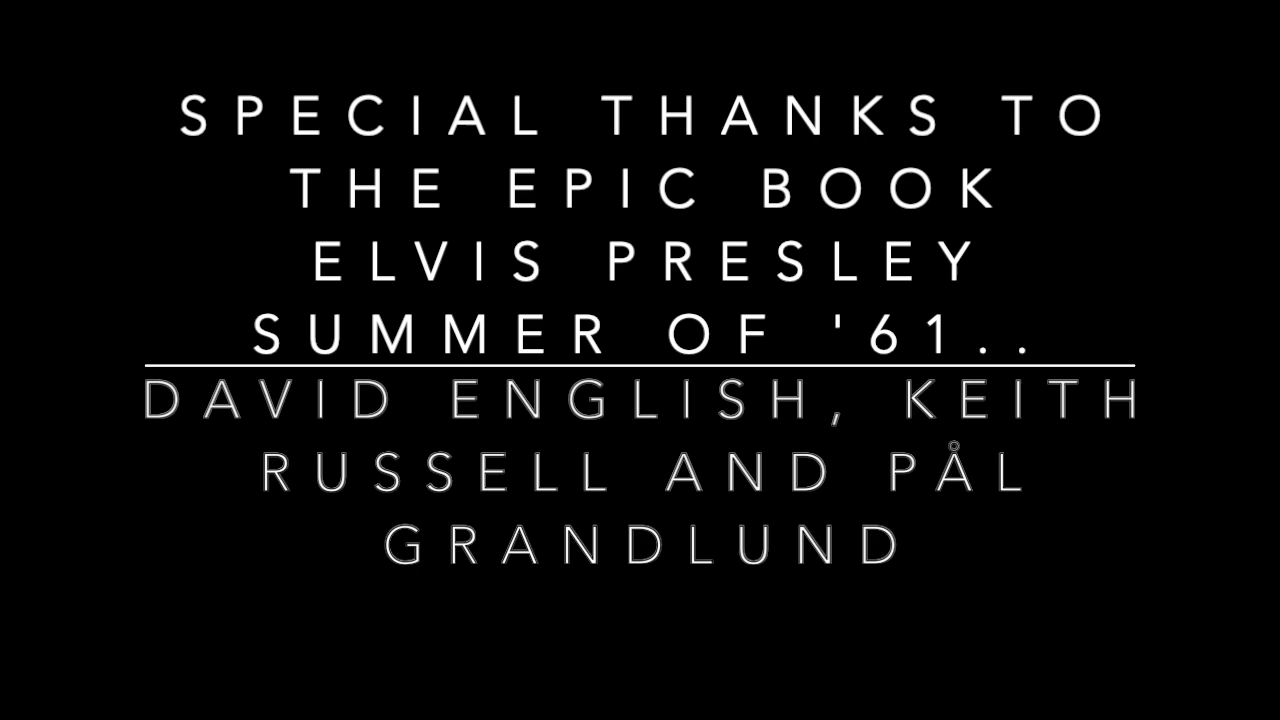 SPECIAL THANKS TO
THE EPIC BOOK
ELVIS PRESLEY
SUMMER OF '61..
DAVID ENGLISH, KEITH
RUSSELL AND PÅL
GRANDLUND